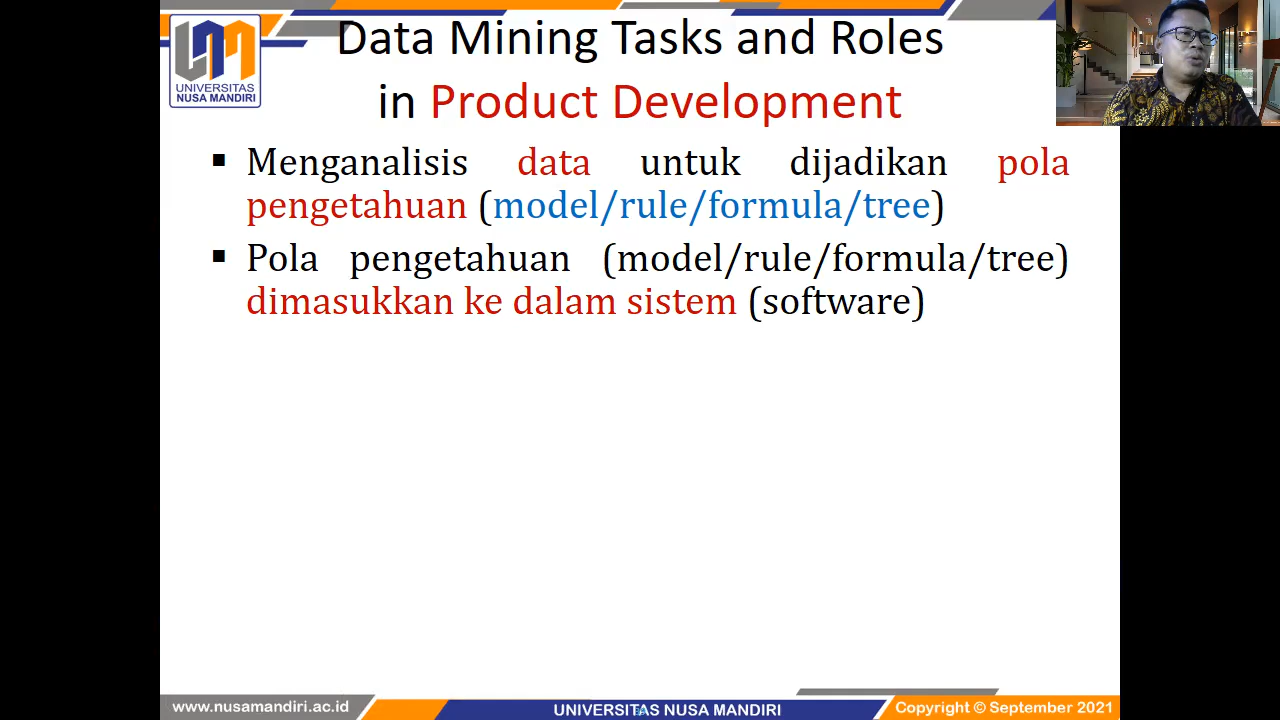 Data Mining Tasks and Roles
in Product Development
UNIVERSITAS
NUSA MANDIRI
▪ Menganalisis data untuk dijadikan pola
pengetahuan (model/rule/formula/tree)
▪ Pola pengetahuan (model/rule/formula/tree)
dimasukkan ke dalam sistem (software)
www.nusamandiri.ac.id
UNIVERSITAS NUSA MANDIRI
Copyright © September 2021